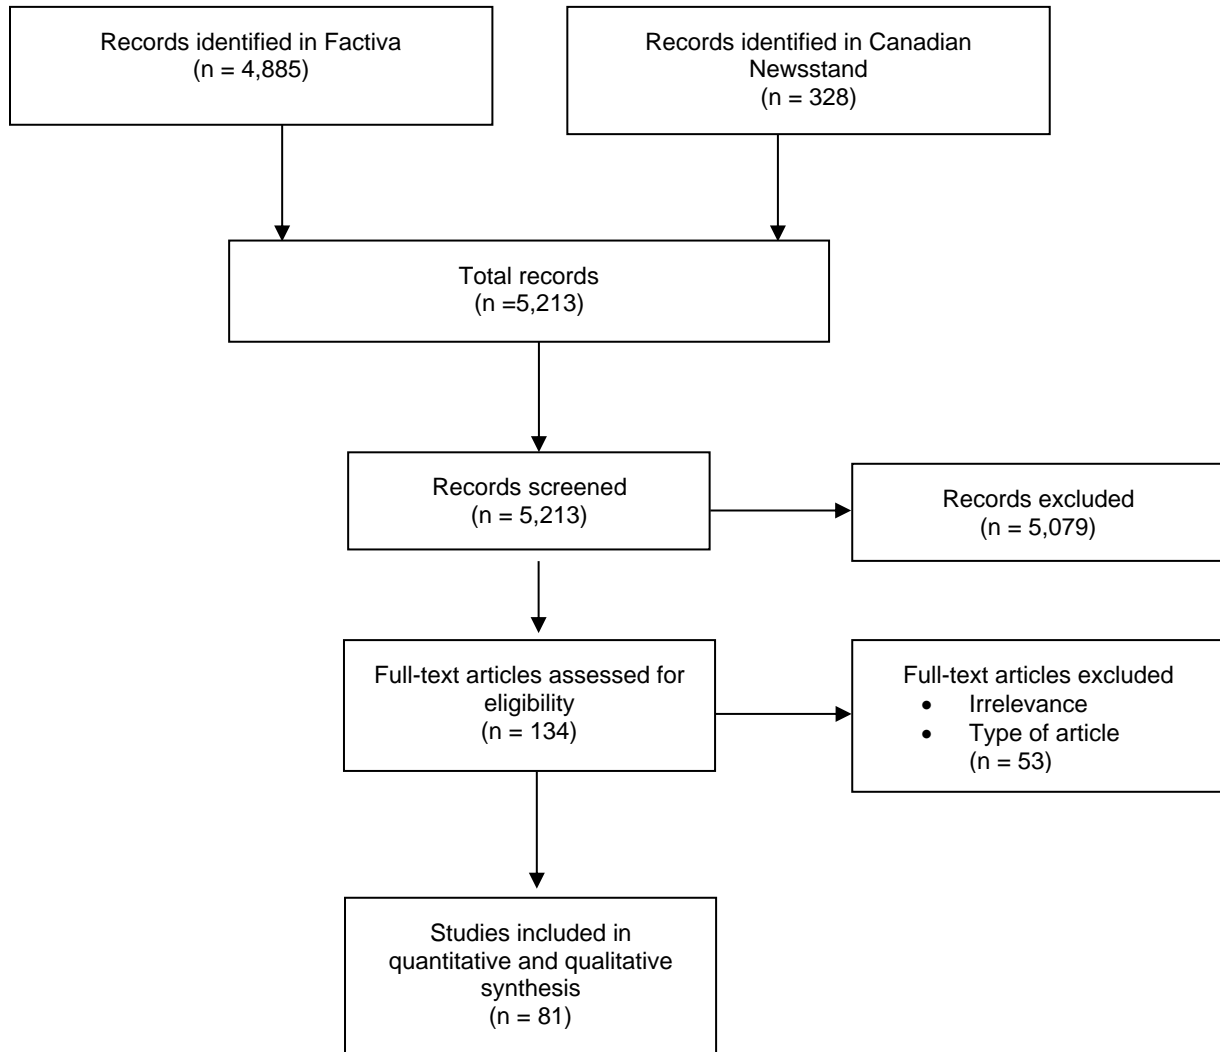 Records identified in Factiva
(n = 4,885)
Records identified in Canadian
Newsstand
(n = 328)
Total records
(n =5,213)
Records screened
(n = 5,213)
Records excluded
(n = 5,079)
Full-text articles assessed for
eligibility
(n = 134)
Full-text articles excluded
• Irrelevance
• Type of article
(n = 53)
Studies included in
quantitative and qualitative
synthesis
(n = 81)